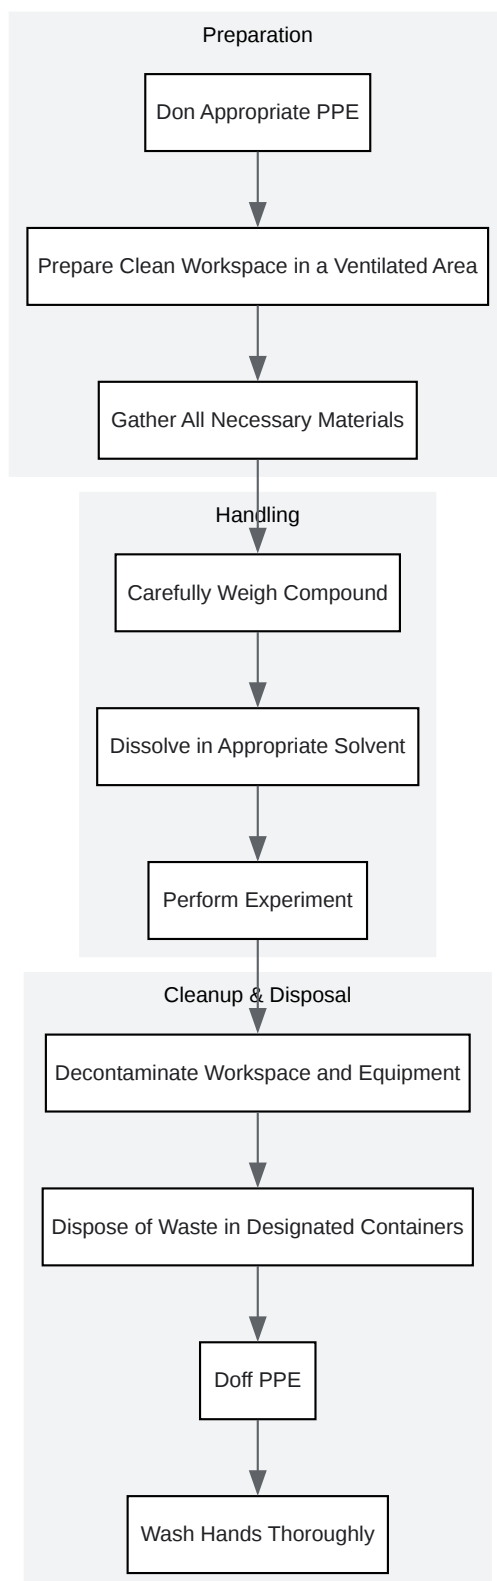 Preparation
Don Appropriate PPE
Prepare Clean Workspace in a Ventilated Area
Gather All Necessary Materials
Handling
Carefully Weigh Compound
Dissolve in Appropriate Solvent
Perform Experiment
Cleanup & Disposal
Decontaminate Workspace and Equipment
Dispose of Waste in Designated Containers
Doff PPE
Wash Hands Thoroughly